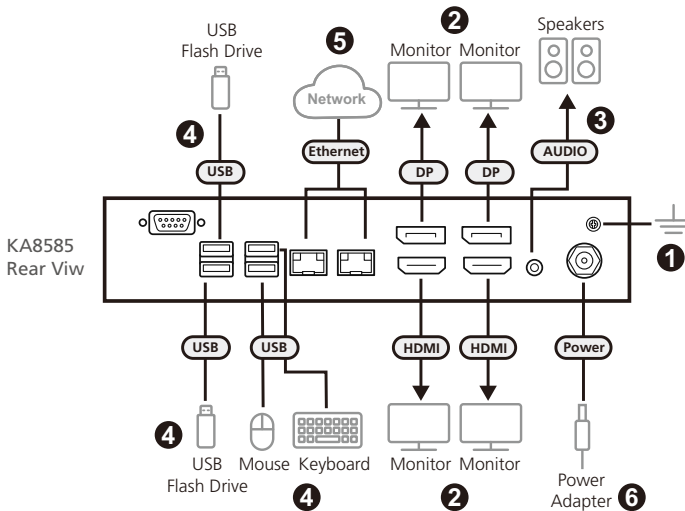 USB
Flash Drive
5
2
Monitor Monitor
Speakers
Network
4
3
Ethernet
AUDIO
USB
DP
DP
KA8585
Rear Viw
1
USB
USB
HDMI
HDMI
Power
4
USB
Flash Drive
Mouse Keyboard
4
Monitor Monitor
2
Power
Adapter
6